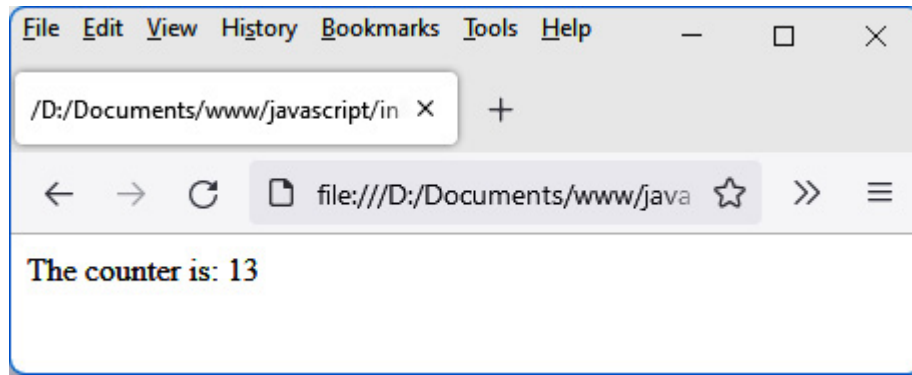 File Edit View History Bookmarks Tools Help
/D:/Documents/www/javascript/in
file:///D:/Documents/www/java
The counter is: 13